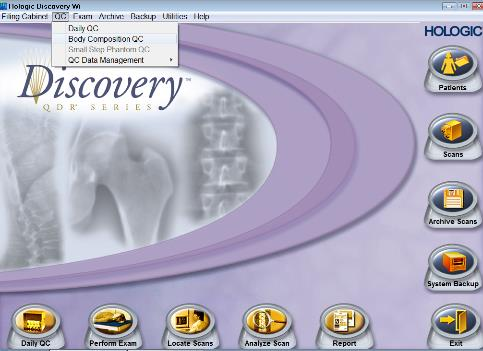 Hologic Discovery Wi
Filing Cabinet QC Exam Archive Backup Utilities Help
Daily QC
Body Composition QC
Small Step Phantom QC
QC Data Management
HOLOGIC
Discovery™
QDR® SERIES
Patients
Scans
Archive Scans
System Backup
Daily QC
Perform Exam
Locate Scans
Analyze Scan
Report
Exit